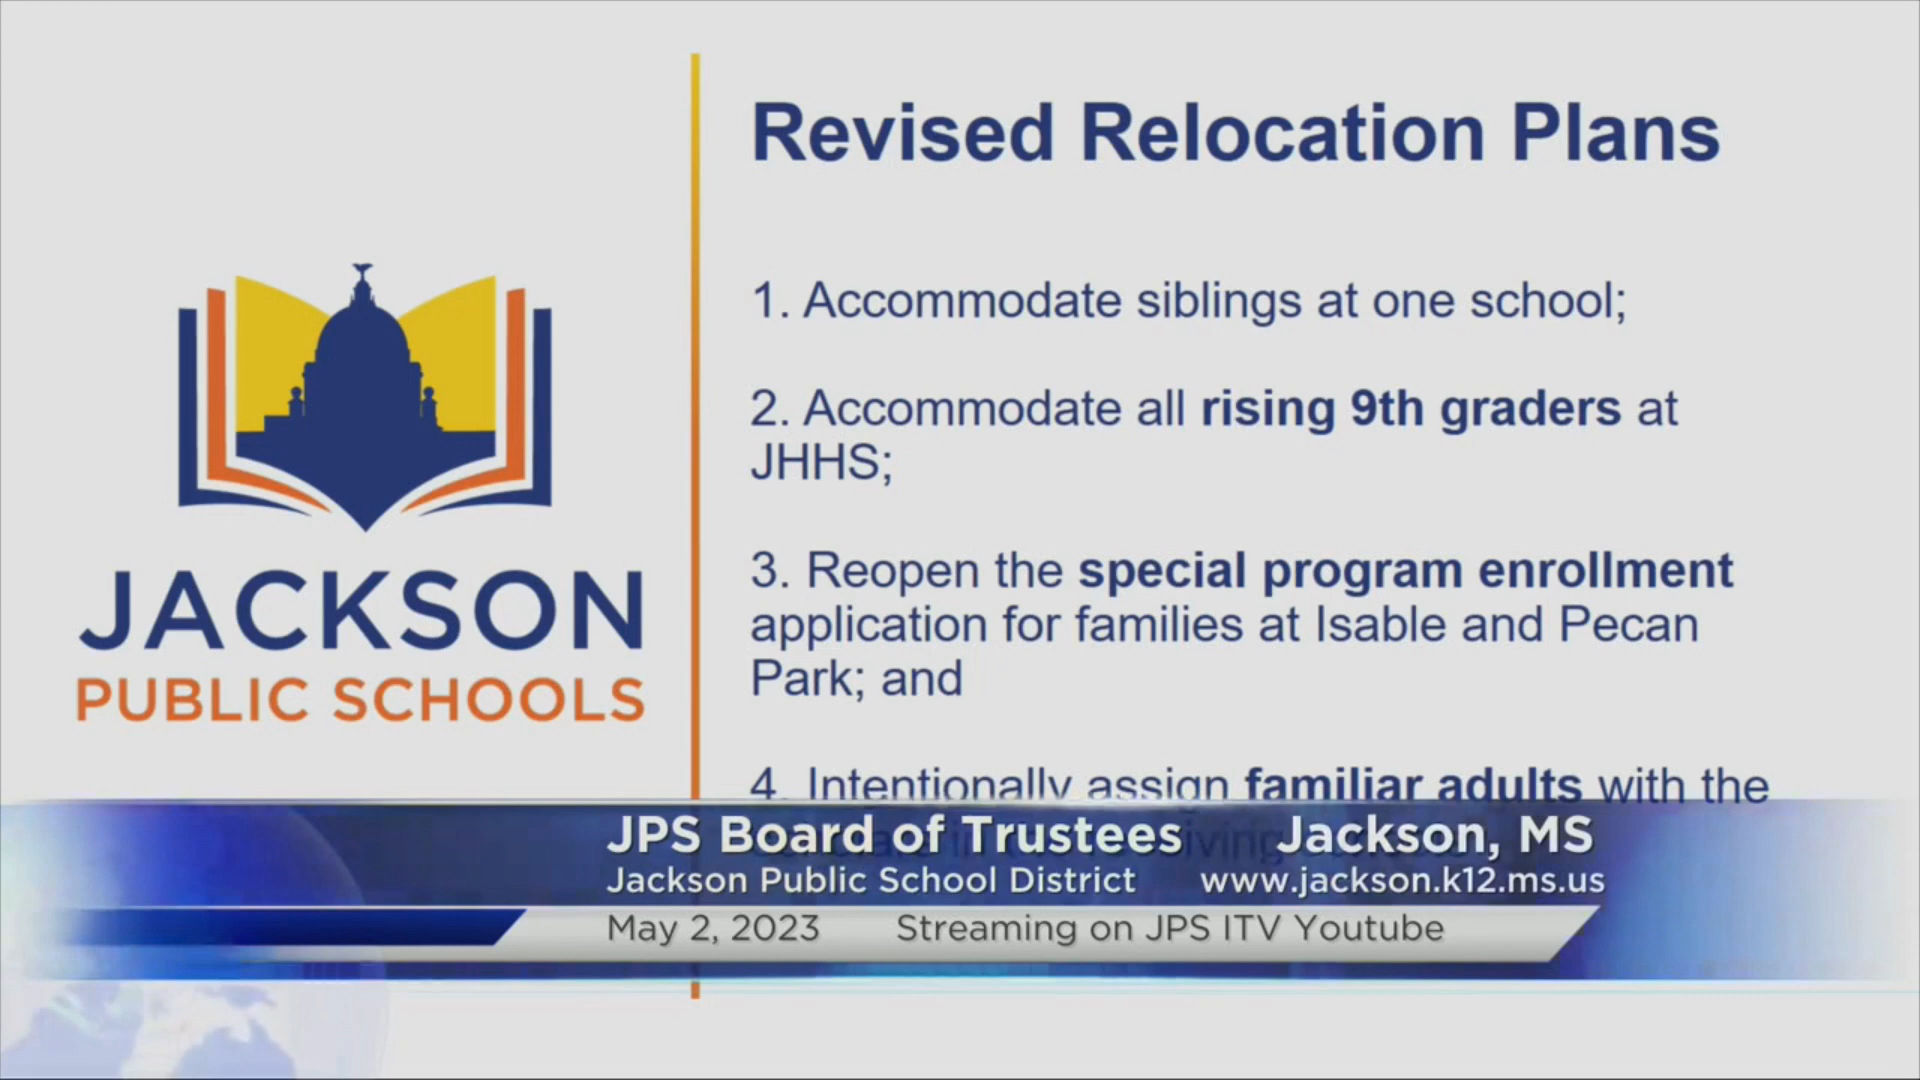 JACKSON
PUBLIC SCHOOLS
Revised Relocation Plans
1. Accommodate siblings at one school;
2. Accommodate all rising 9th graders at
JHHS;
3. Reopen the special program enrollment
application for families at Isable and Pecan
Park; and
4. Intentionally assign familiar adults with the
JPS Board of Trustees Jackson, MS
Jackson Public School District www.jackson.k12.ms.us
May 2, 2023 Streaming on JPS ITV Youtube